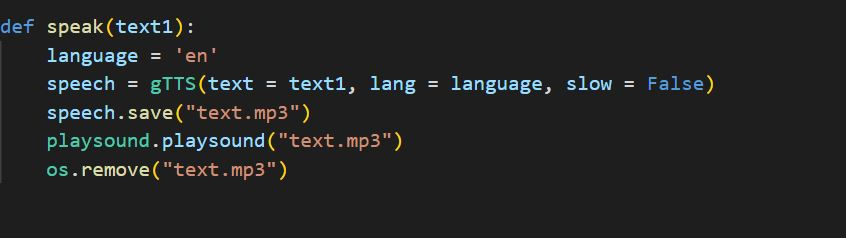 def speak(text1):
    language = 'en'
    speech = gTTS(text = text1, lang = language, slow = False)
    speech.save("text.mp3")
    playsound.playsound("text.mp3")
    os.remove("text.mp3")